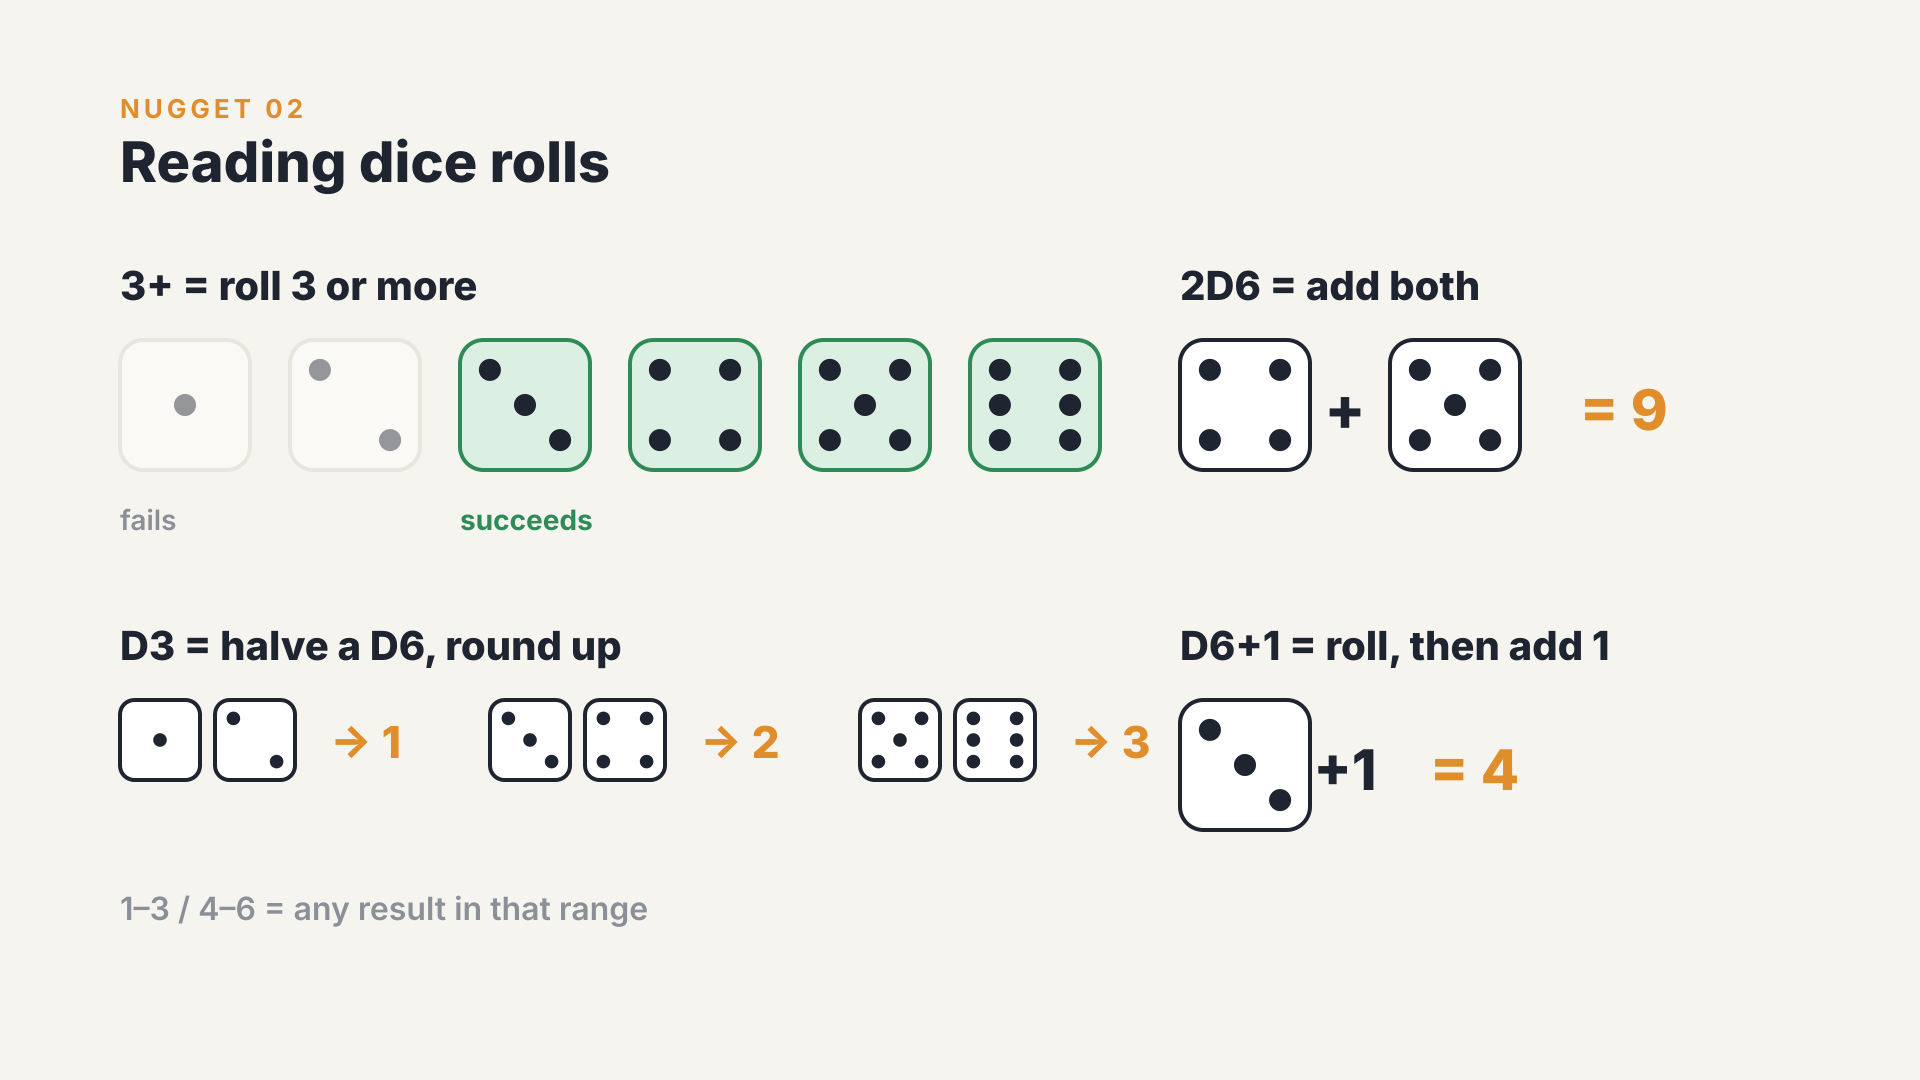 NUGGET 02
Reading dice rolls
3+ = roll 3 or more
fails
succeeds
2D6 = add both
+ = 9
D3 = halve a D6, round up
→ 1 → 2 → 3
D6+1 = roll, then add 1
+1 = 4
1–3 / 4–6 = any result in that range